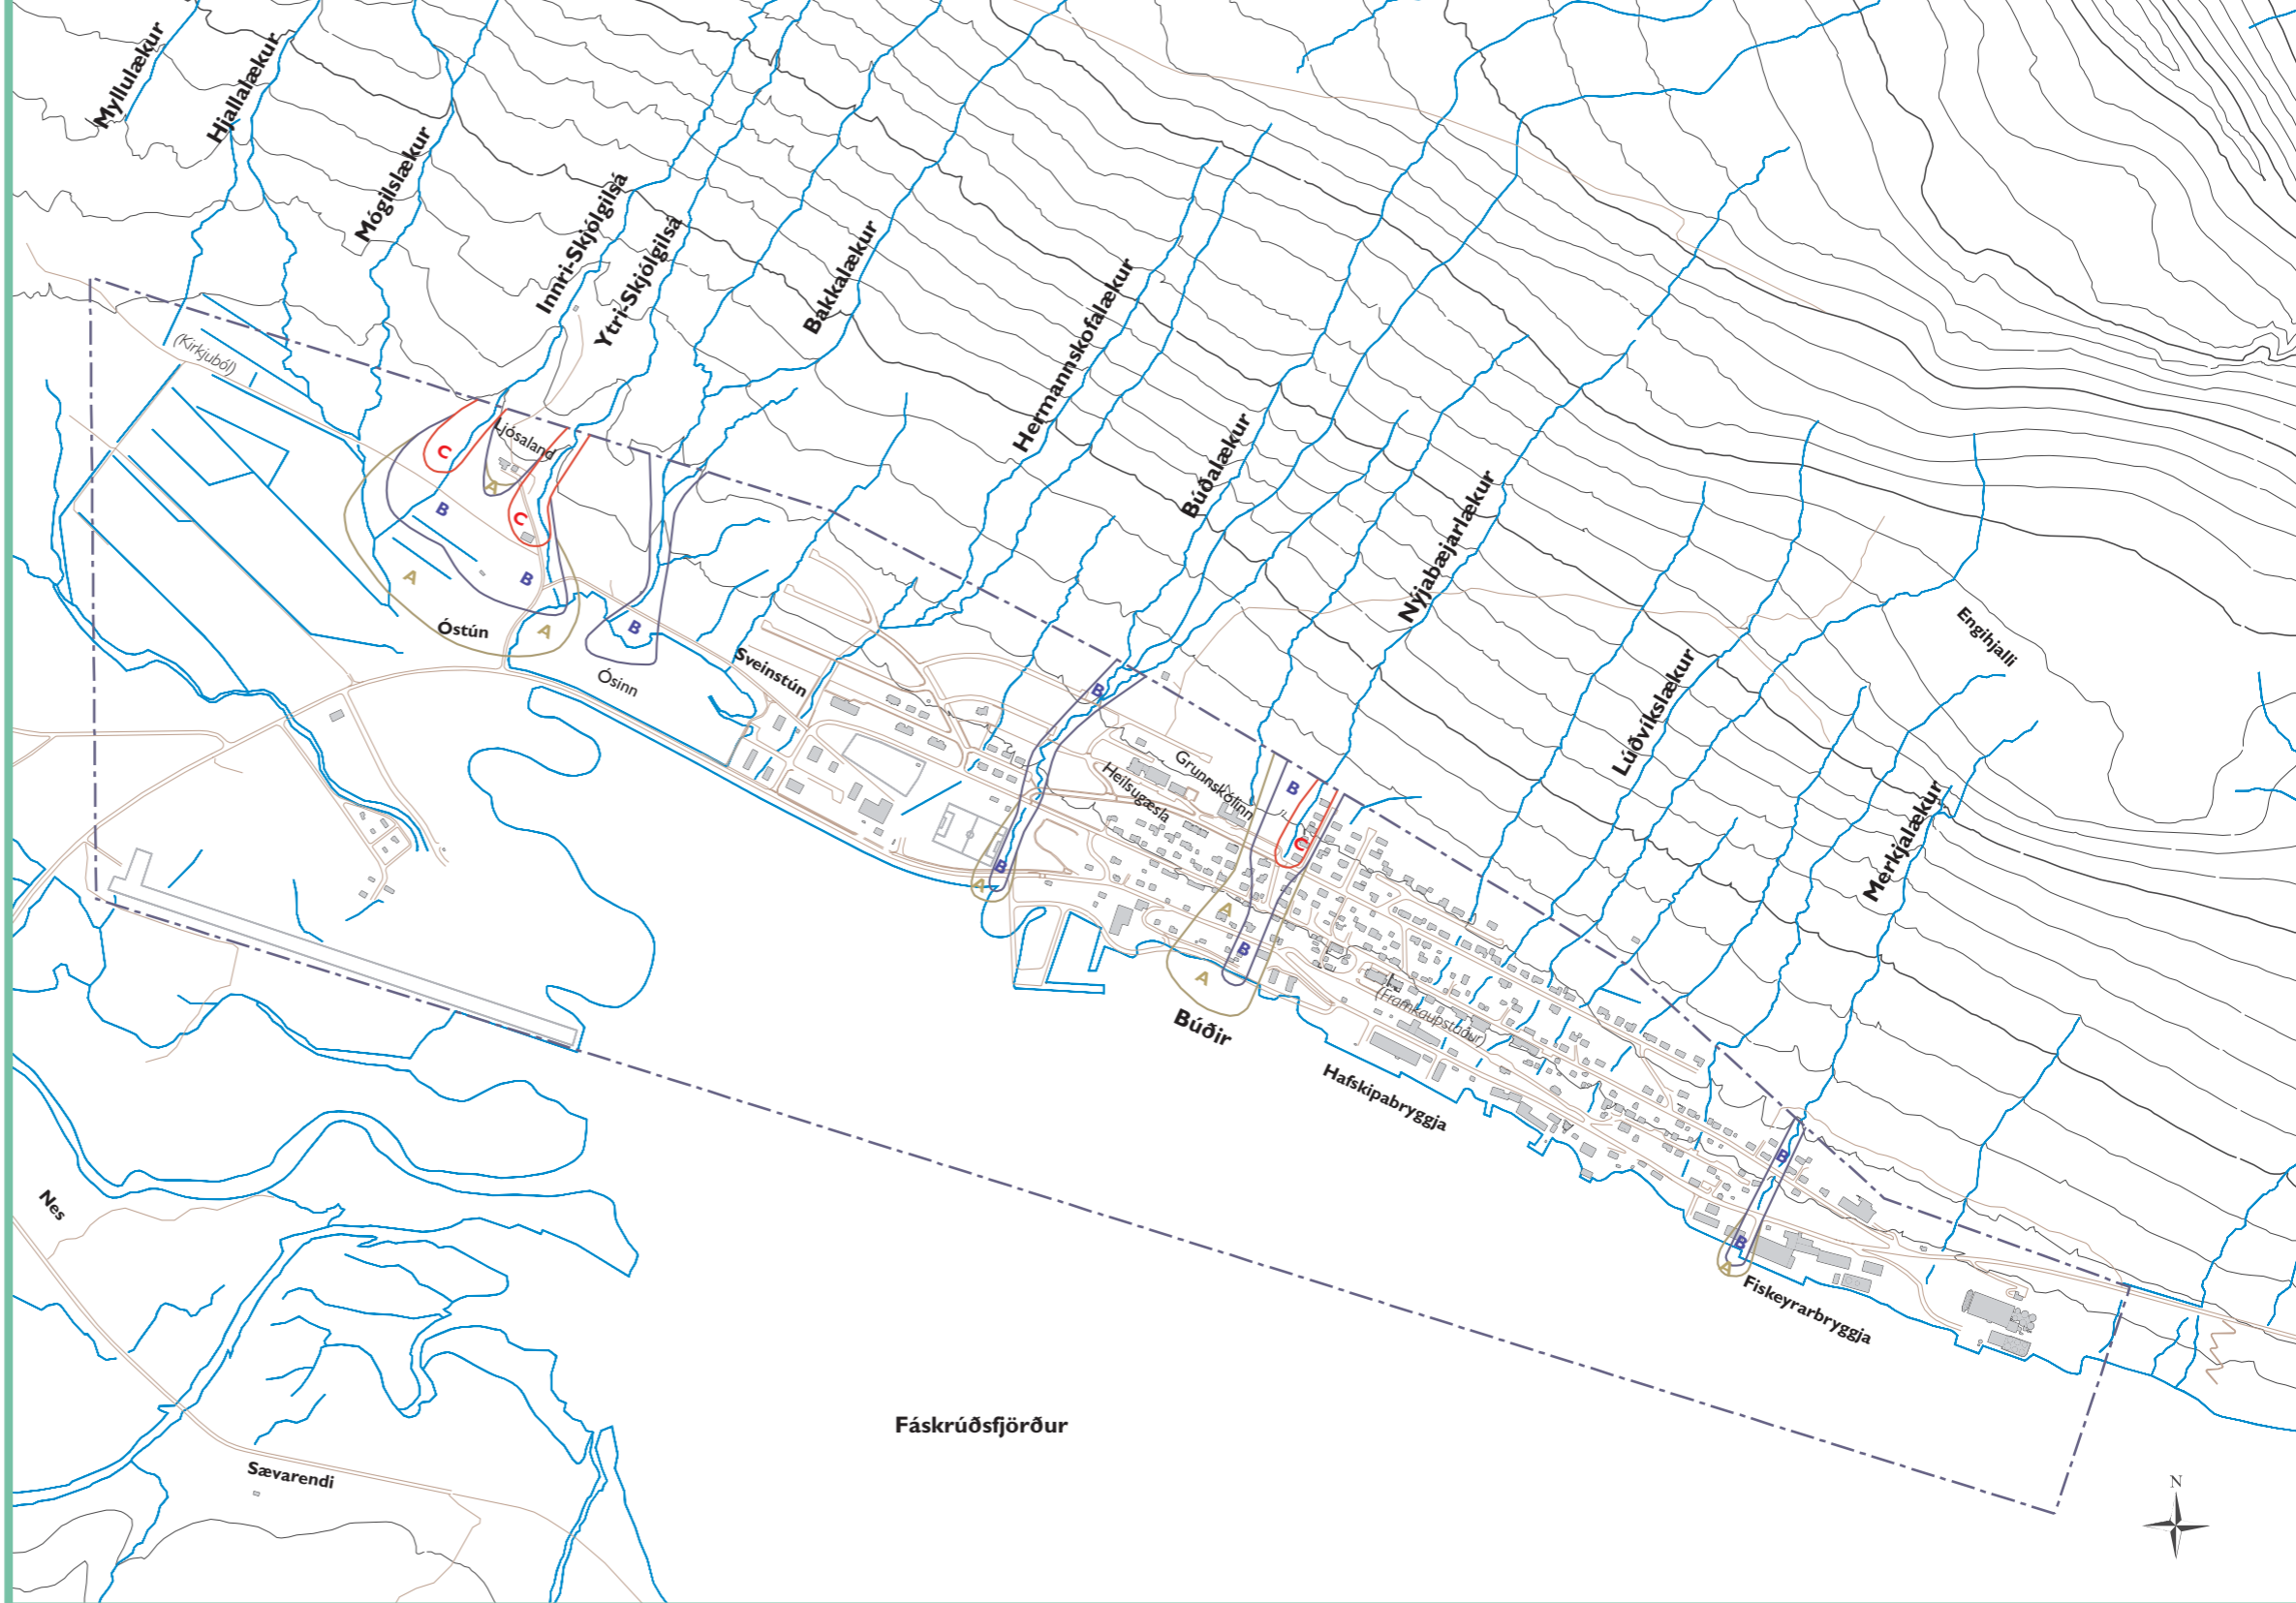 Myllulækur
Hjallalækur
Mógilslækur
Innri-Skjólgilsá
Ytri-Skjólgilsá
Bakkalækur
Hermannskofalækur
Búðalækur
Nýjabæjarlækur
Lúðvíkslækur
Merkjalækur
Engihjalli
(Kirkjuból)
Ljósaland
C
A
B
C
A
B
Óstún
A
B
Ósinn
Sveinstún
B
B
A
Grunnskólinn
Heilsugæsla
B
C
A
B
A
Búðir
(Framkaupstaður)
Hafskipabryggja
B
B
A
Fiskeyrarbryggja
Nes
Sævarendi
Fáskrúðsfjörður
N